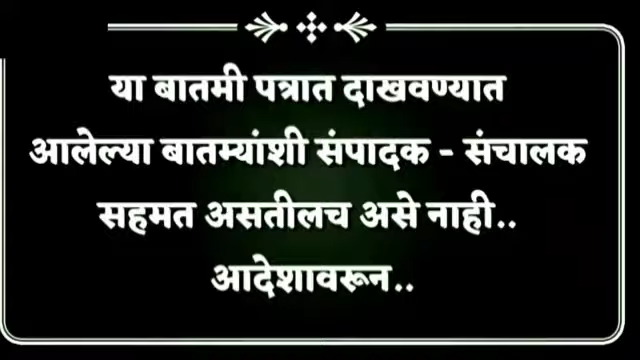 या बातमी पत्रात दाखवण्यात
आलेल्या बातम्यांशी संपादक - संचालक
सहमत असतीलच असे नाही..
आदेशावरून..